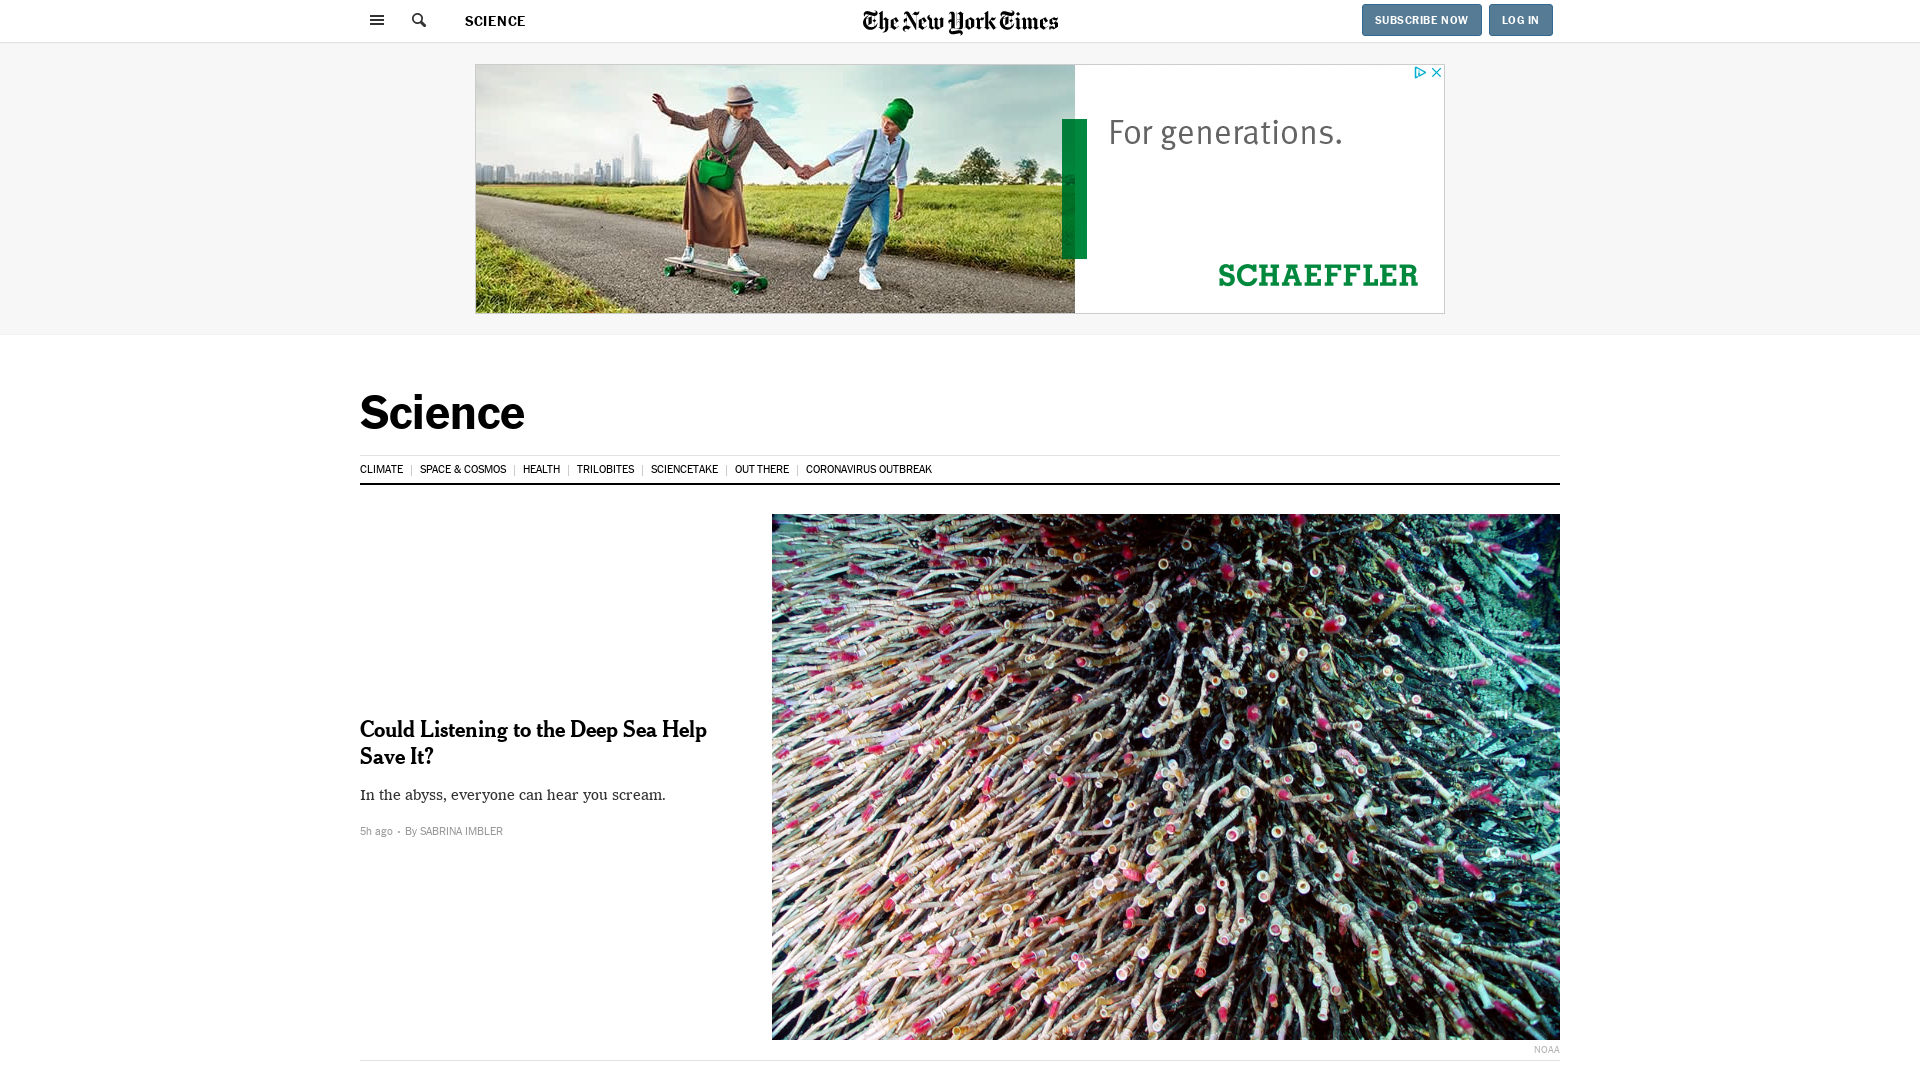 SCIENCE
The New York Times
SUBSCRIBE NOW
LOG IN
For generations.
SCHAEFFLER
Science
CLIMATE
SPACE & COSMOS
HEALTH
TRILOBITES
SCIENCETAKE
OUT THERE
CORONAVIRUS OUTBREAK
Could Listening to the Deep Sea Help
Save It?
In the abyss, everyone can hear you scream.
5h ago • By SABRINA IMBLER
NOAA